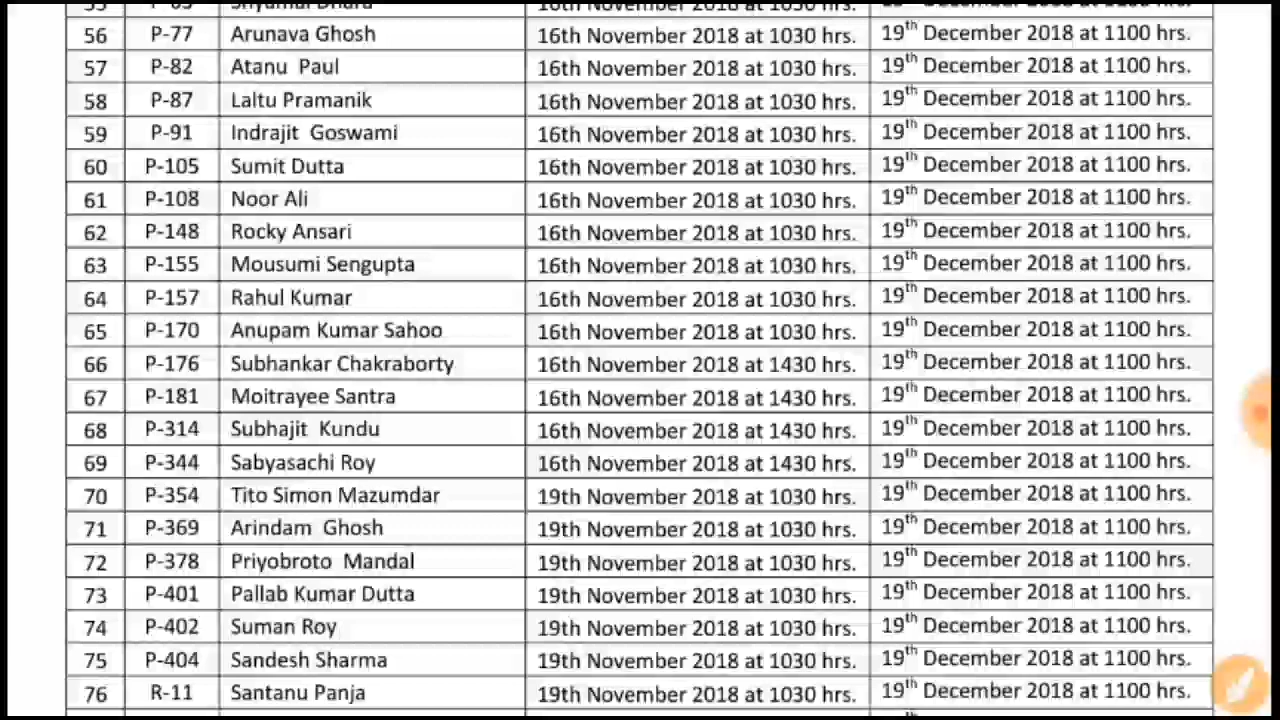 55 P-65 Shyamal Dhara 16th November 2018 at 1030 hrs. 19th December 2018 at 1100 hrs.
56 P-77 Arunava Ghosh 16th November 2018 at 1030 hrs. 19th December 2018 at 1100 hrs.
57 P-82 Atanu Paul 16th November 2018 at 1030 hrs. 19th December 2018 at 1100 hrs.
58 P-87 Laltu Pramanik 16th November 2018 at 1030 hrs. 19th December 2018 at 1100 hrs.
59 P-91 Indrajit Goswami 16th November 2018 at 1030 hrs. 19th December 2018 at 1100 hrs.
60 P-105 Sumit Dutta 16th November 2018 at 1030 hrs. 19th December 2018 at 1100 hrs.
61 P-108 Noor Ali 16th November 2018 at 1030 hrs. 19th December 2018 at 1100 hrs.
62 P-148 Rocky Ansari 16th November 2018 at 1030 hrs. 19th December 2018 at 1100 hrs.
63 P-155 Mousumi Sengupta 16th November 2018 at 1030 hrs. 19th December 2018 at 1100 hrs.
64 P-157 Rahul Kumar 16th November 2018 at 1030 hrs. 19th December 2018 at 1100 hrs.
65 P-170 Anupam Kumar Sahoo 16th November 2018 at 1030 hrs. 19th December 2018 at 1100 hrs.
66 P-176 Subhankar Chakraborty 16th November 2018 at 1430 hrs. 19th December 2018 at 1100 hrs.
67 P-181 Moitrayee Santra 16th November 2018 at 1430 hrs. 19th December 2018 at 1100 hrs.
68 P-314 Subhajit Kundu 16th November 2018 at 1430 hrs. 19th December 2018 at 1100 hrs.
69 P-344 Sabyasachi Roy 16th November 2018 at 1430 hrs. 19th December 2018 at 1100 hrs.
70 P-354 Tito Simon Mazumdar 19th November 2018 at 1030 hrs. 19th December 2018 at 1100 hrs.
71 P-369 Arindam Ghosh 19th November 2018 at 1030 hrs. 19th December 2018 at 1100 hrs.
72 P-378 Priyobroto Mandal 19th November 2018 at 1030 hrs. 19th December 2018 at 1100 hrs.
73 P-401 Pallab Kumar Dutta 19th November 2018 at 1030 hrs. 19th December 2018 at 1100 hrs.
74 P-402 Suman Roy 19th November 2018 at 1030 hrs. 19th December 2018 at 1100 hrs.
75 P-404 Sandesh Sharma 19th November 2018 at 1030 hrs. 19th December 2018 at 1100 hrs.
76 R-11 Santanu Panja 19th November 2018 at 1030 hrs. 19th December 2018 at 1100 hrs.